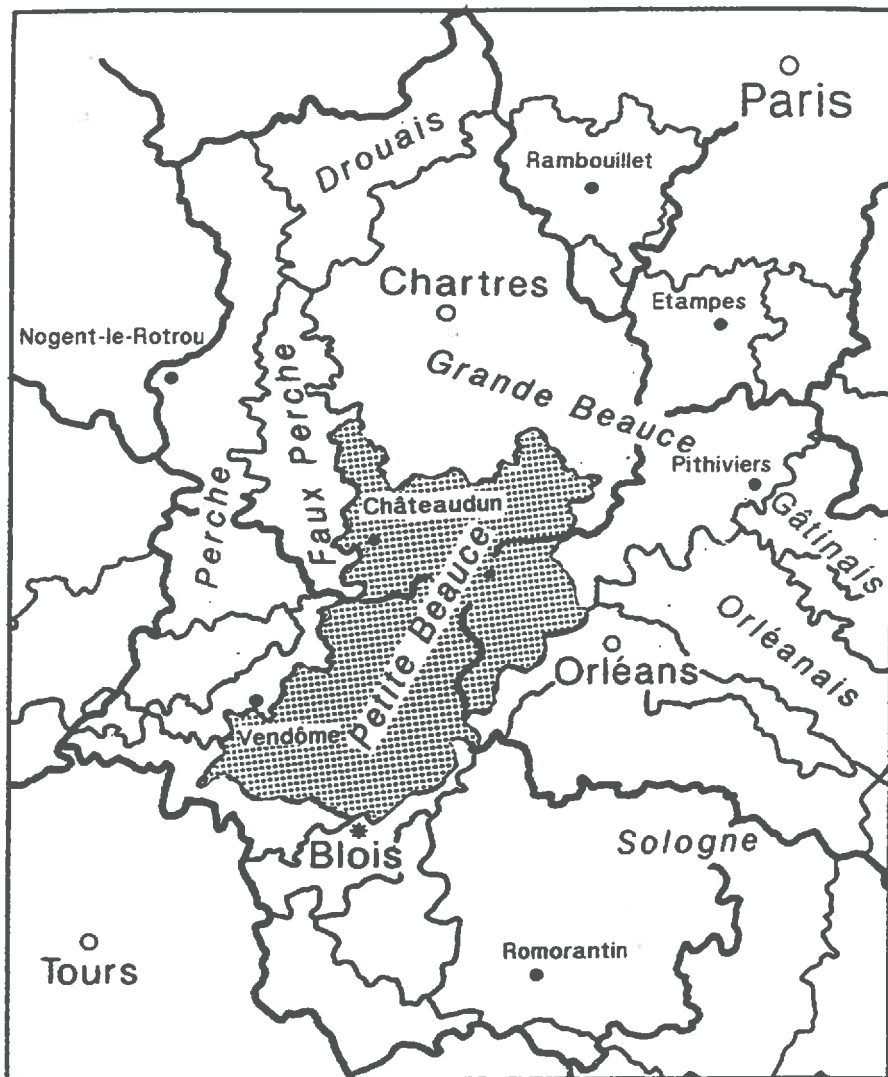 Paris
Drouais
Rambouillet
Chartres
Etampes
Nogent-le-Rotrou
Grande Beauce
Faux Perche
Perche
Pithiviers
Châteaudun
Gâtinais
Petite Beauce
Orléanais
Orléans
Vendôme
Blois
Sologne
Tours
Romorantin